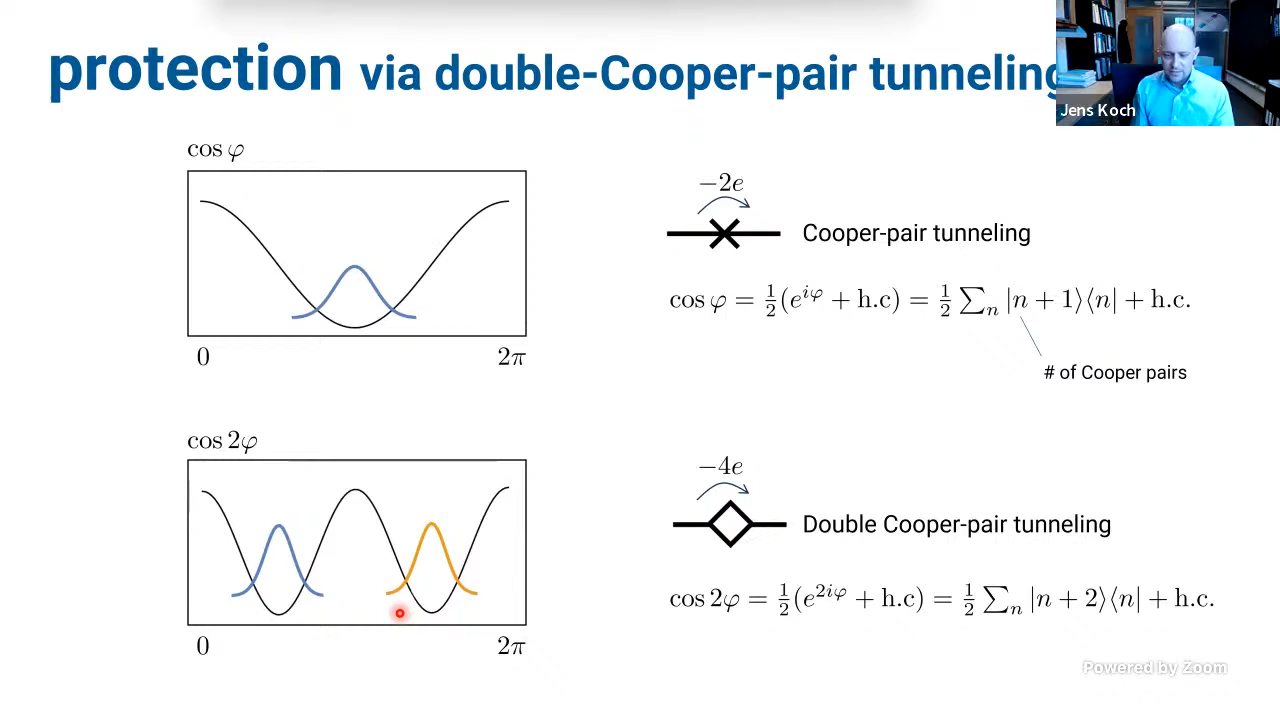 protection via double-Cooper-pair tunneling
Jens Koch
cos φ
0
2π
−2e
Cooper-pair tunneling
cos φ = ½(e^{iφ} + h.c) = ½ ∑ₙ |n + 1⟩⟨n| + h.c.
# of Cooper pairs
cos 2φ
0
2π
−4e
Double Cooper-pair tunneling
cos 2φ = ½(e^{2iφ} + h.c) = ½ ∑ₙ |n + 2⟩⟨n| + h.c.
Powered by Zoom